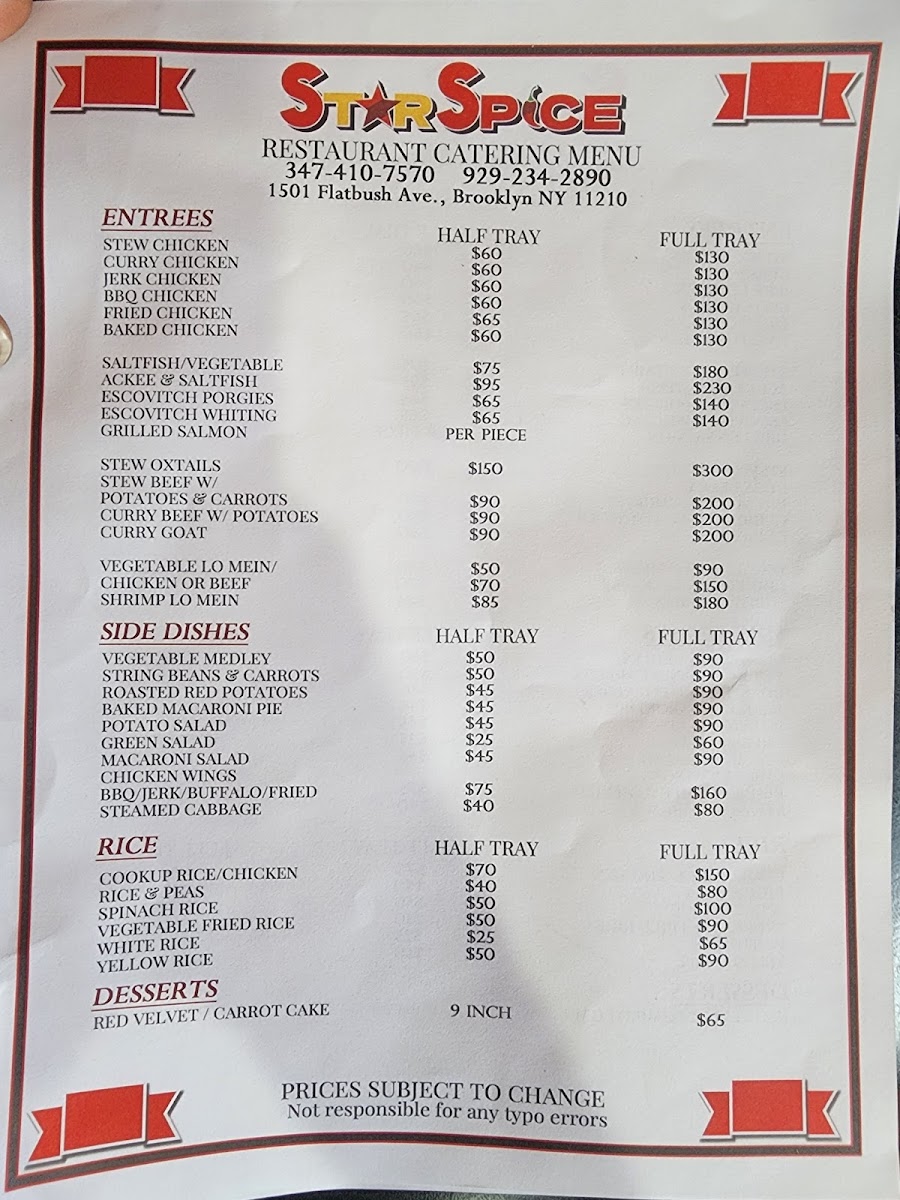 STAR SPICE
RESTAURANT CATERING MENU
347-410-7570 929-234-2890
1501 Flatbush Ave., Brooklyn NY 11210
ENTREES HALF TRAY FULL TRAY
STEW CHICKEN $60 $130
CURRY CHICKEN $60 $130
JERK CHICKEN $60 $130
BBQ CHICKEN $60 $130
FRIED CHICKEN $65 $130
BAKED CHICKEN $60 $130
SALTFISH/VEGETABLE $75 $180
ACKEE & SALTFISH $95 $230
ESCOVITCH PORGIES $65 $140
ESCOVITCH WHITING $65 $140
GRILLED SALMON PER PIECE
STEW OXTAILS $150 $300
STEW BEEF W/
POTATOES & CARROTS $90 $200
CURRY BEEF W/ POTATOES $90 $200
CURRY GOAT $90 $200
VEGETABLE LO MEIN/ $50 $90
CHICKEN OR BEEF $70 $150
SHRIMP LO MEIN $85 $180
SIDE DISHES HALF TRAY FULL TRAY
VEGETABLE MEDLEY $50 $90
STRING BEANS & CARROTS $50 $90
ROASTED RED POTATOES $45 $90
BAKED MACARONI PIE $45 $90
POTATO SALAD $45 $90
GREEN SALAD $25 $60
MACARONI SALAD $45 $90
CHICKEN WINGS
BBQ/JERK/BUFFALO/FRIED $75 $160
STEAMED CABBAGE $40 $80
RICE HALF TRAY FULL TRAY
COOKUP RICE/CHICKEN $70 $150
RICE & PEAS $40 $80
SPINACH RICE $50 $100
VEGETABLE FRIED RICE $50 $90
WHITE RICE $25 $65
YELLOW RICE $50 $90
DESSERTS
RED VELVET / CARROT CAKE 9 INCH $65
PRICES SUBJECT TO CHANGE
Not responsible for any typo errors